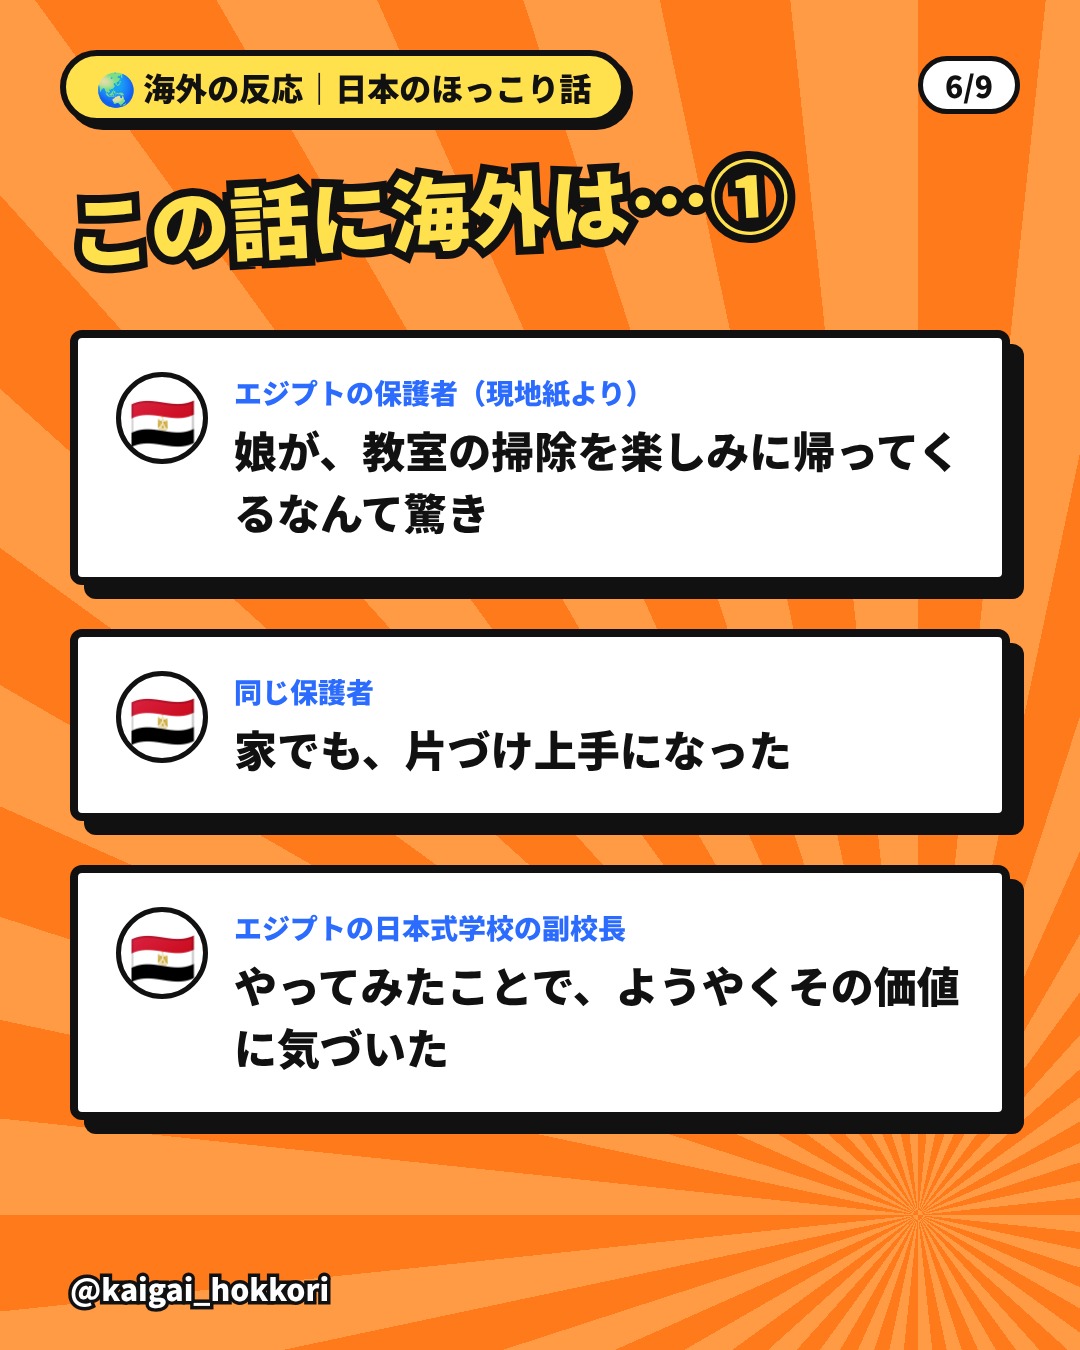 🌏 海外の反応｜日本のほっこり話
6/9
この話に海外は…①
エジプトの保護者（現地紙より）
娘が、教室の掃除を楽しみに帰ってく
るなんて驚き
同じ保護者
家でも、片づけ上手になった
エジプトの日本式学校の副校長
やってみたことで、ようやくその価値
に気づいた
@kaigai_hokkori